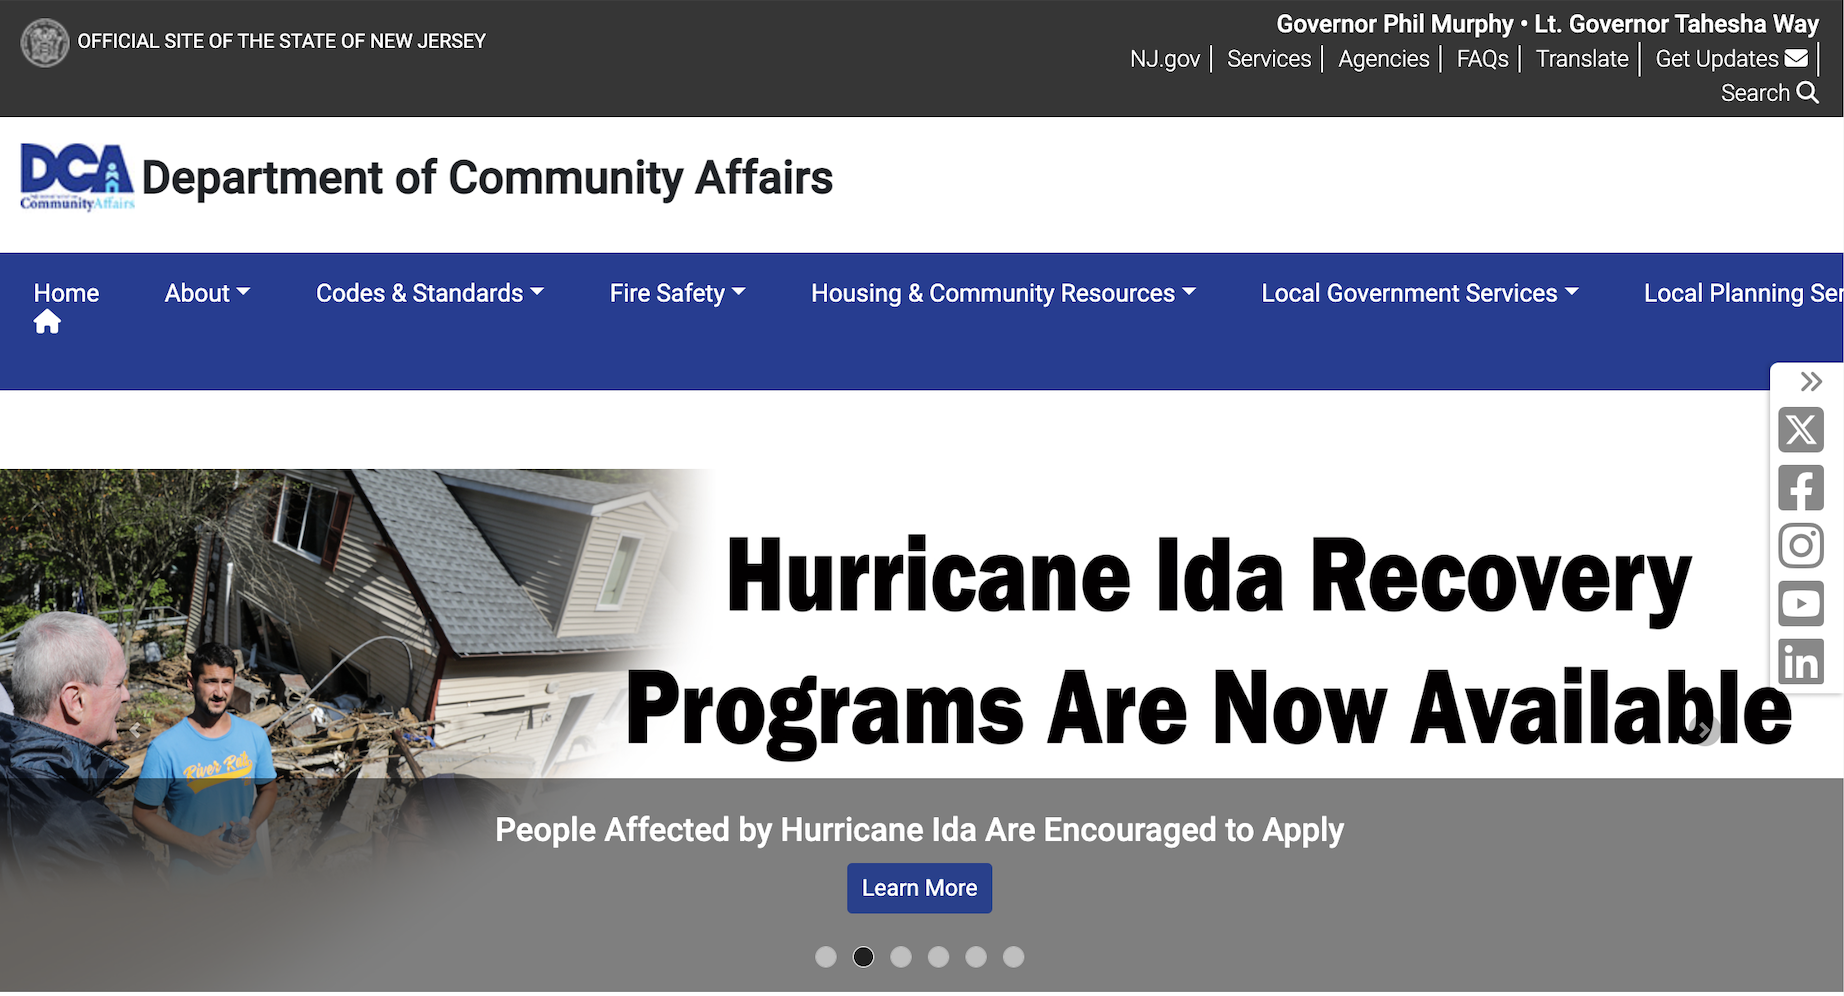 OFFICIAL SITE OF THE STATE OF NEW JERSEY
Governor Phil Murphy • Lt. Governor Tahesha Way
NJ.gov | Services | Agencies | FAQs | Translate | Get Updates |
Search
DCA
Community Affairs
Department of Community Affairs
Home
About
Codes & Standards
Fire Safety
Housing & Community Resources
Local Government Services
Local Planning Ser
Hurricane Ida Recovery
Programs Are Now Available
River Rat
People Affected by Hurricane Ida Are Encouraged to Apply
Learn More